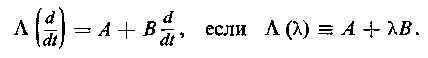 Λ (d/dt) = A + B d/dt, если Λ (λ) ≡ A + λB.